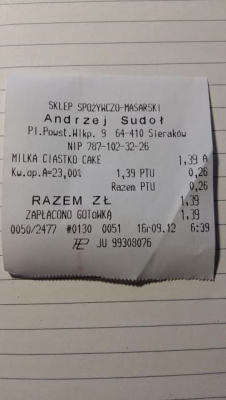 SKLEP SPOŻYWCZO-MASARSKI
Andrzej Sudoł
Pl.Powst.Wlkp. 9 64-410 Sieraków
NIP 787-102-32-26
MILKA CIASTKO CAKE 1,39 A
Kw.op.A=23,00% 1,39 PTU 0,26
Razem PTU 0,26
RAZEM ZŁ 1,39
ZAPŁACONO GOTÓWKĄ 1,39
0050/2477 #0130 0051 16-09.12 6:39
JU 99308076